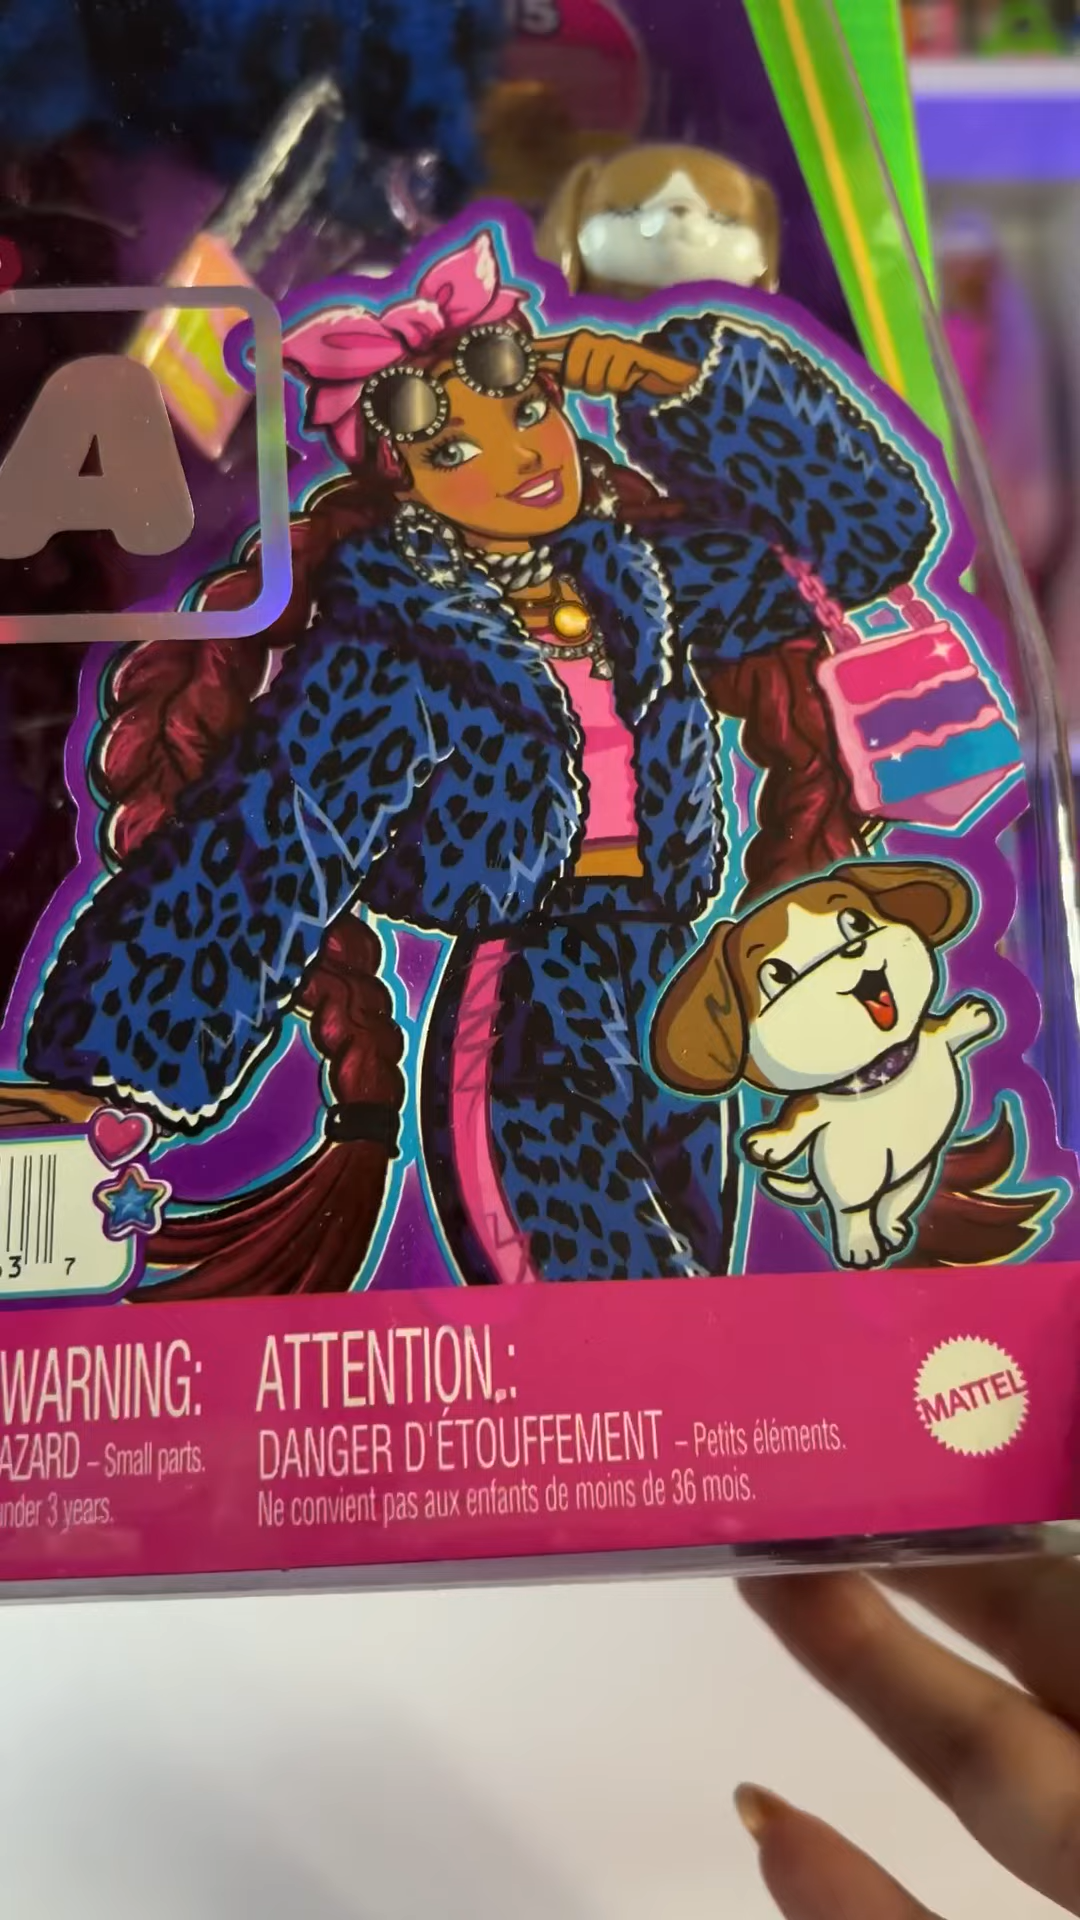 15
A
3 7
WARNING:
AZARD – Small parts.
under 3 years.
ATTENTION.:
DANGER D'ÉTOUFFEMENT – Petits éléments.
Ne convient pas aux enfants de moins de 36 mois.
MATTEL